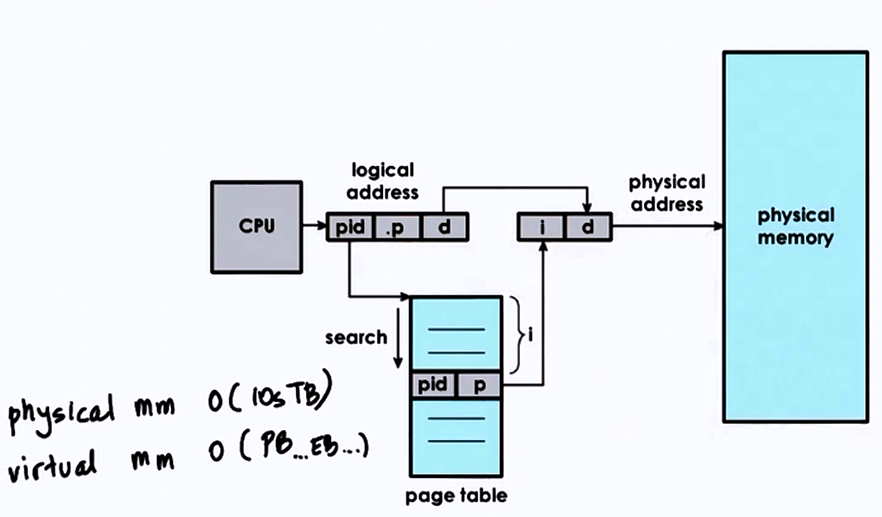 logical
address
CPU
pid .p d
i d
physical
address
physical
memory
search
i
pid p
page table
physical mm O(10s TB)
virtual mm O(PB...EB...)